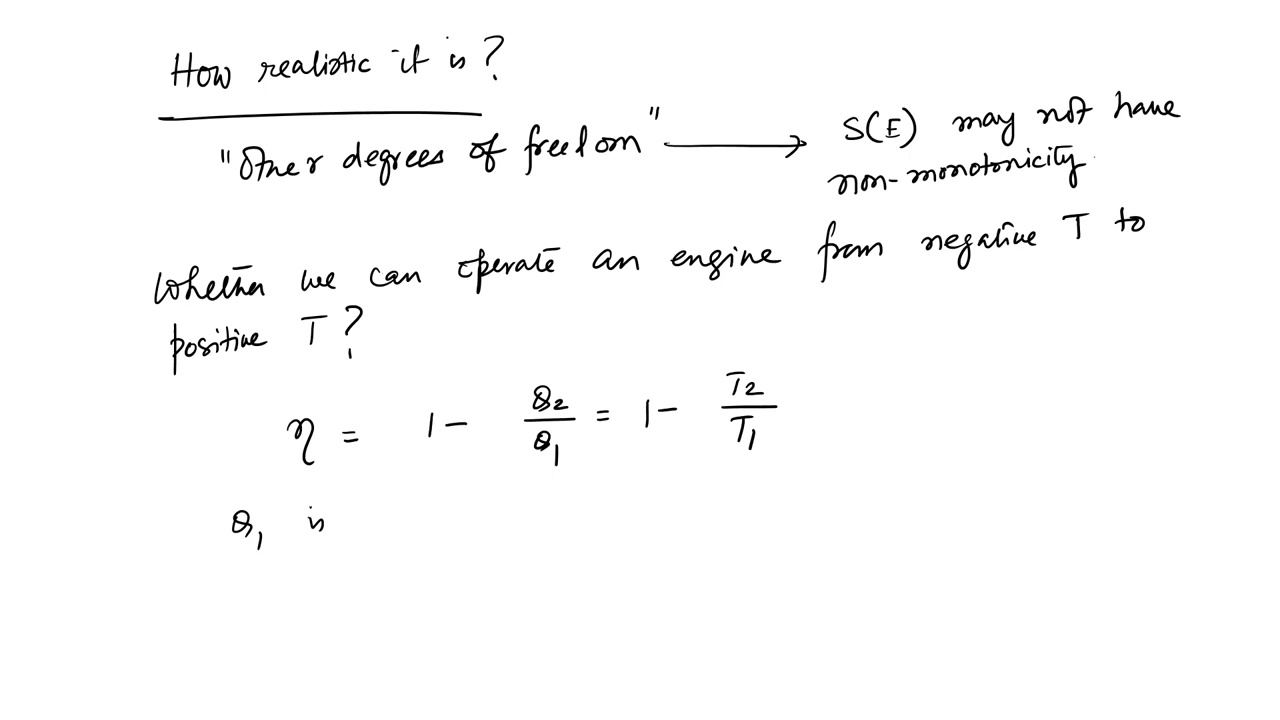 How realistic it is?
"Other degrees of freedom" → S(E) may not have
non-monotonicity
Whether we can operate an engine from negative T to
positive T?
η = 1 - Q2/Q1 = 1 - T2/T1
Q1 is